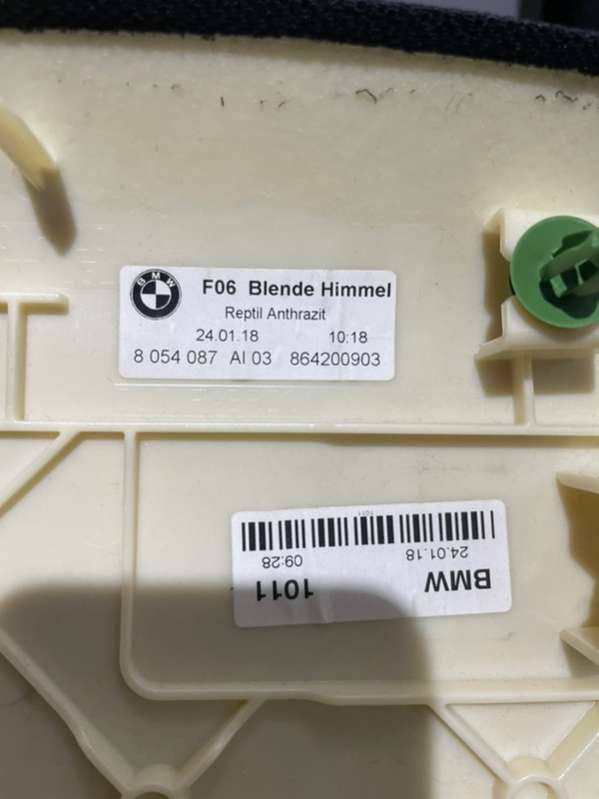 BMW
F06 Blende Himmel
Reptil Anthrazit
24.01.18 10:18
8 054 087 AI 03 864200903
BMW 1011
24.01.18 09:28
1011